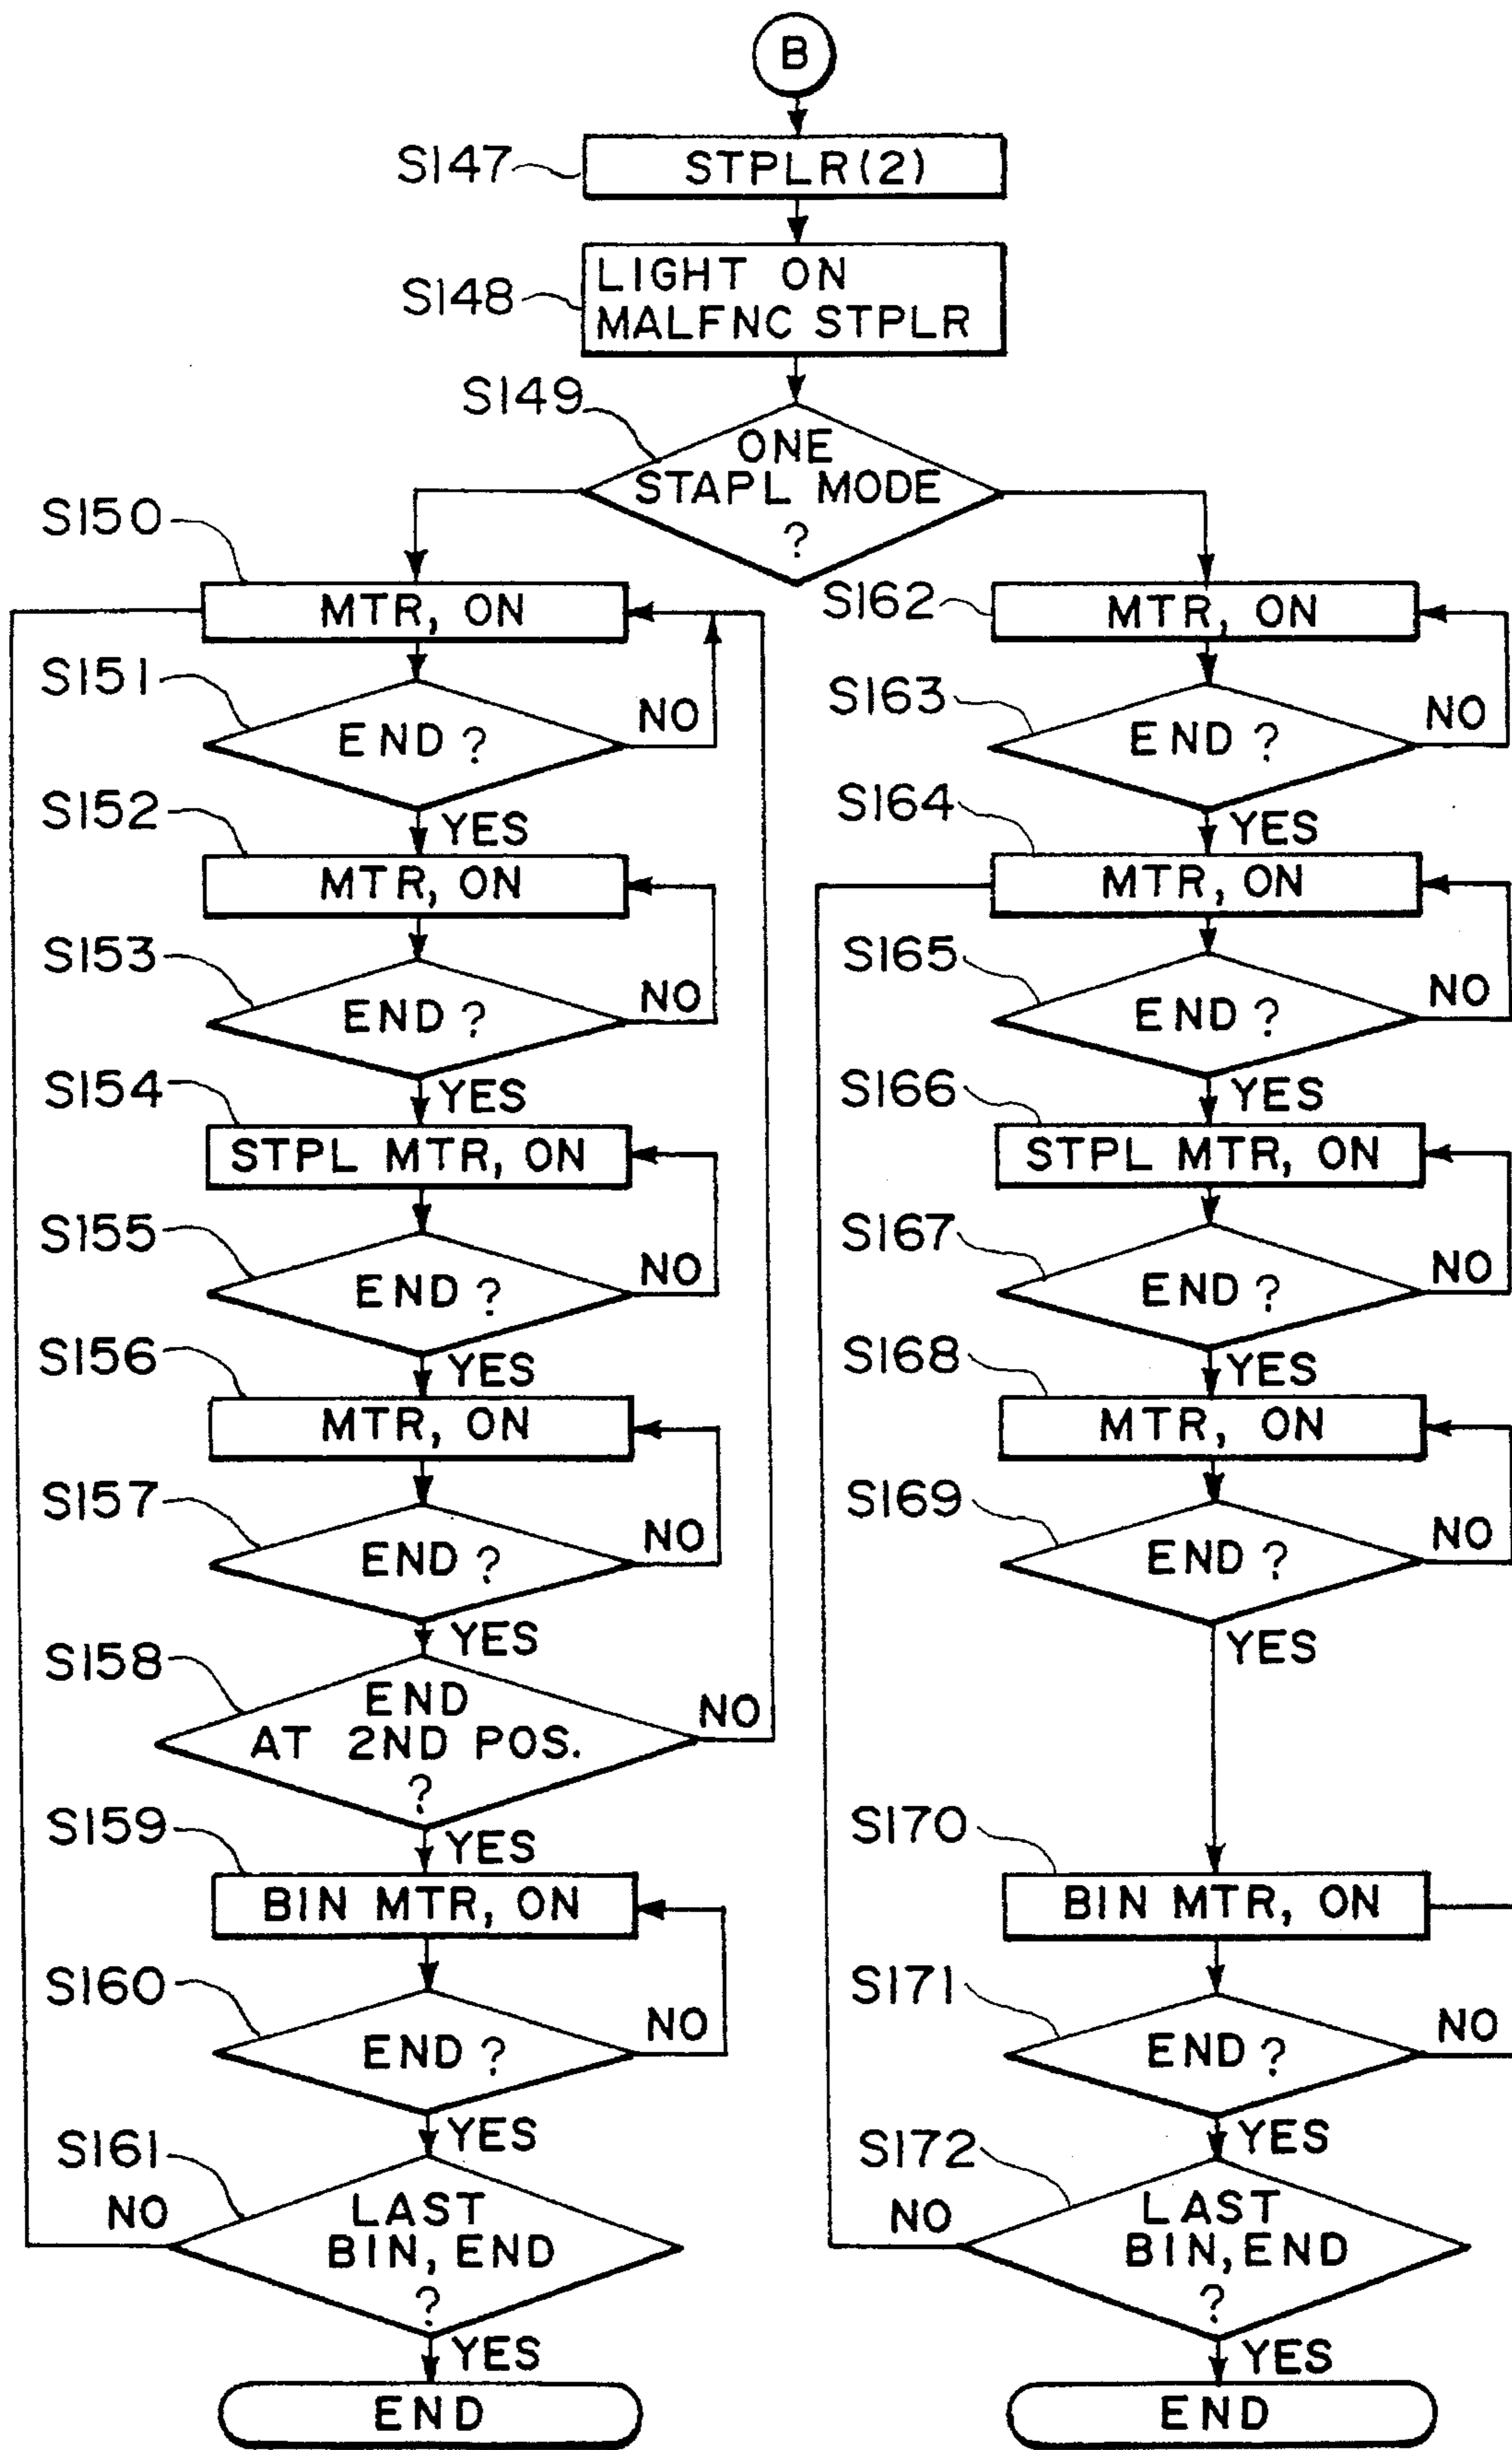 B
S147
STPLR(2)
S148
LIGHT ON
MALFNC STPLR
S149
ONE
STAPL MODE
?
S150
MTR, ON
S151
END ?
NO
YES
S152
MTR, ON
S153
END ?
NO
YES
S154
STPL MTR, ON
S155
END ?
NO
YES
S156
MTR, ON
S157
END ?
NO
YES
S158
END
AT 2ND POS.
?
NO
YES
S159
BIN MTR, ON
S160
END ?
NO
YES
S161
NO
LAST
BIN, END
?
YES
END
S162
MTR, ON
S163
END ?
NO
YES
S164
MTR, ON
S165
END ?
NO
YES
S166
STPL MTR, ON
S167
END ?
NO
YES
S168
MTR, ON
S169
END ?
NO
YES
S170
BIN MTR, ON
S171
END ?
NO
YES
S172
NO
LAST
BIN, END
?
YES
END